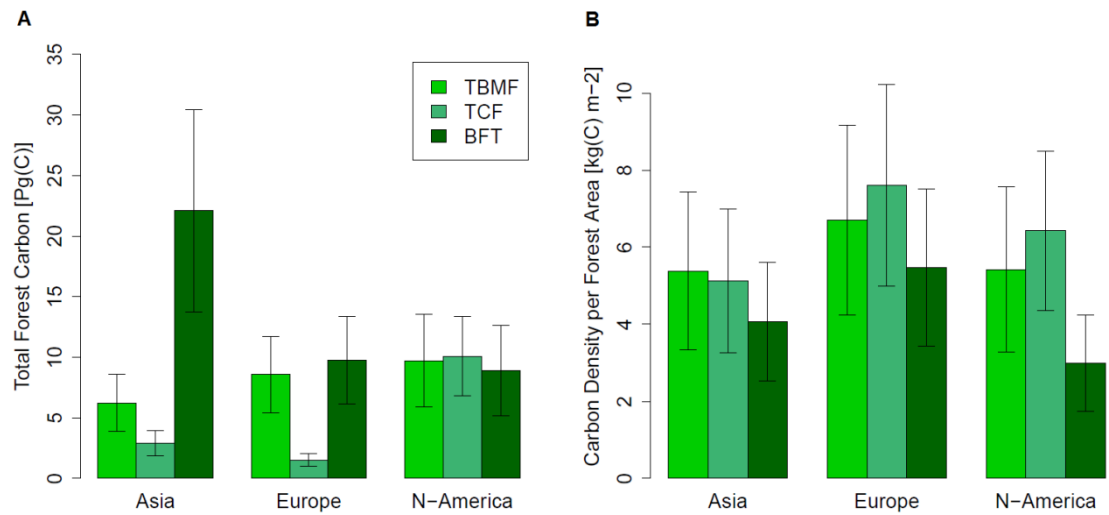 A
Total Forest Carbon [Pg(C)]
35
30
25
20
15
10
5
0
TBMF
TCF
BFT
Asia
Europe
N−America
B
Carbon Density per Forest Area [kg(C) m−2]
10
8
6
4
2
0
Asia
Europe
N−America